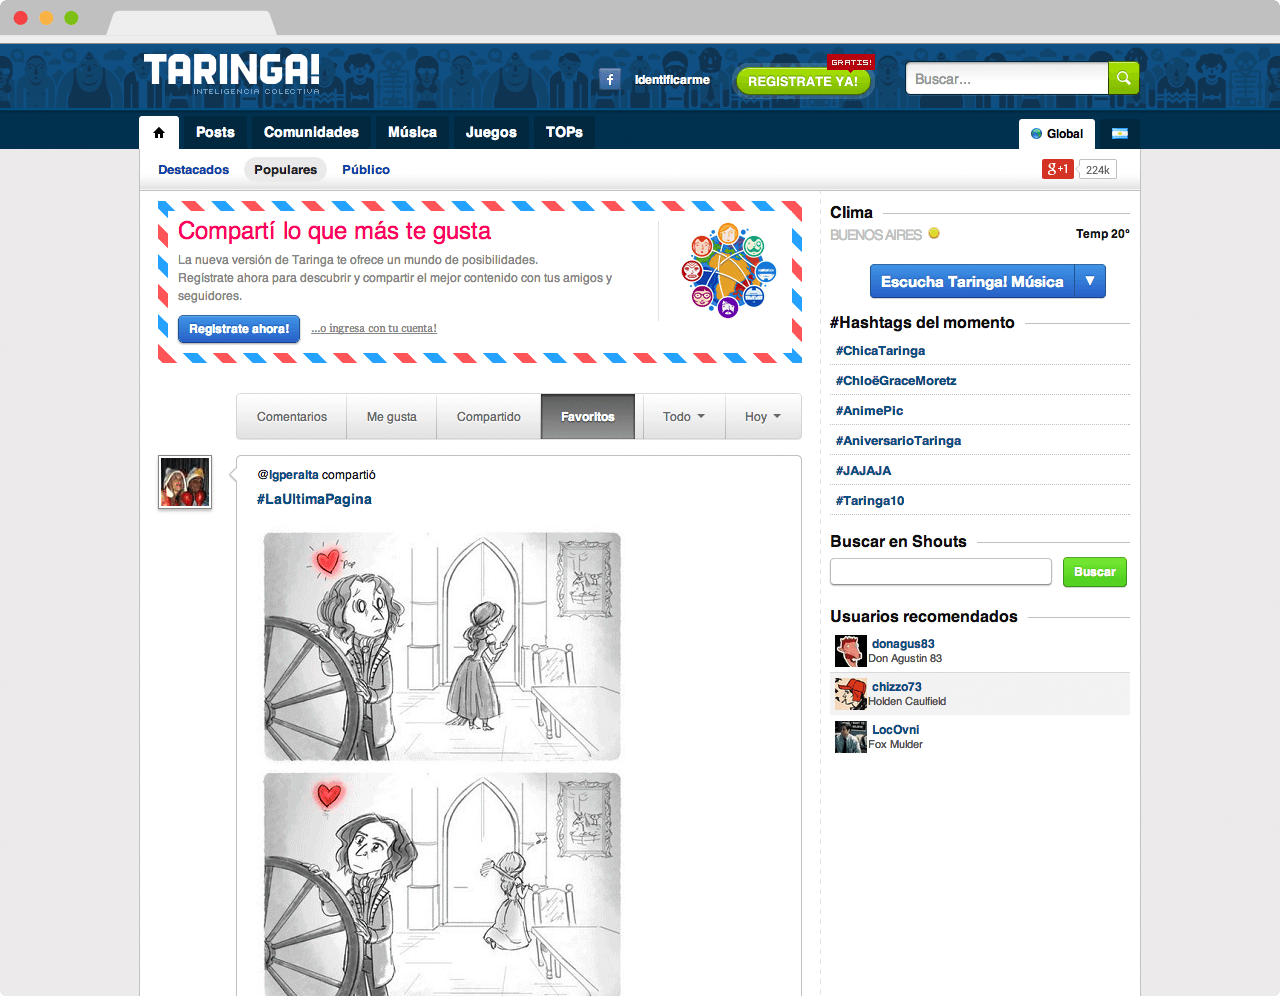 TARINGA!
INTELIGENCIA COLECTIVA
Identificarme
GRATIS!
REGISTRATE YA!
Buscar...
Posts
Comunidades
Música
Juegos
TOPs
Global
Destacados
Populares
Público
g+1
224k
Compartí lo que más te gusta
La nueva versión de Taringa te ofrece un mundo de posibilidades.
Regístrate ahora para descubrir y compartir el mejor contenido con tus amigos y
seguidores.
Registrate ahora!
...o ingresa con tu cuenta!
Comentarios
Me gusta
Compartido
Favoritos
Todo
Hoy
@lgperalta compartió
#LaUltimaPagina
Pop
Clima
BUENOS AIRES
Temp 20°
Escucha Taringa! Música
#Hashtags del momento
#ChicaTaringa
#ChloëGraceMoretz
#AnimePic
#AniversarioTaringa
#JAJAJA
#Taringa10
Buscar en Shouts
Buscar
Usuarios recomendados
donagus83
Don Agustin 83
chizzo73
Holden Caulfield
LocOvni
Fox Mulder